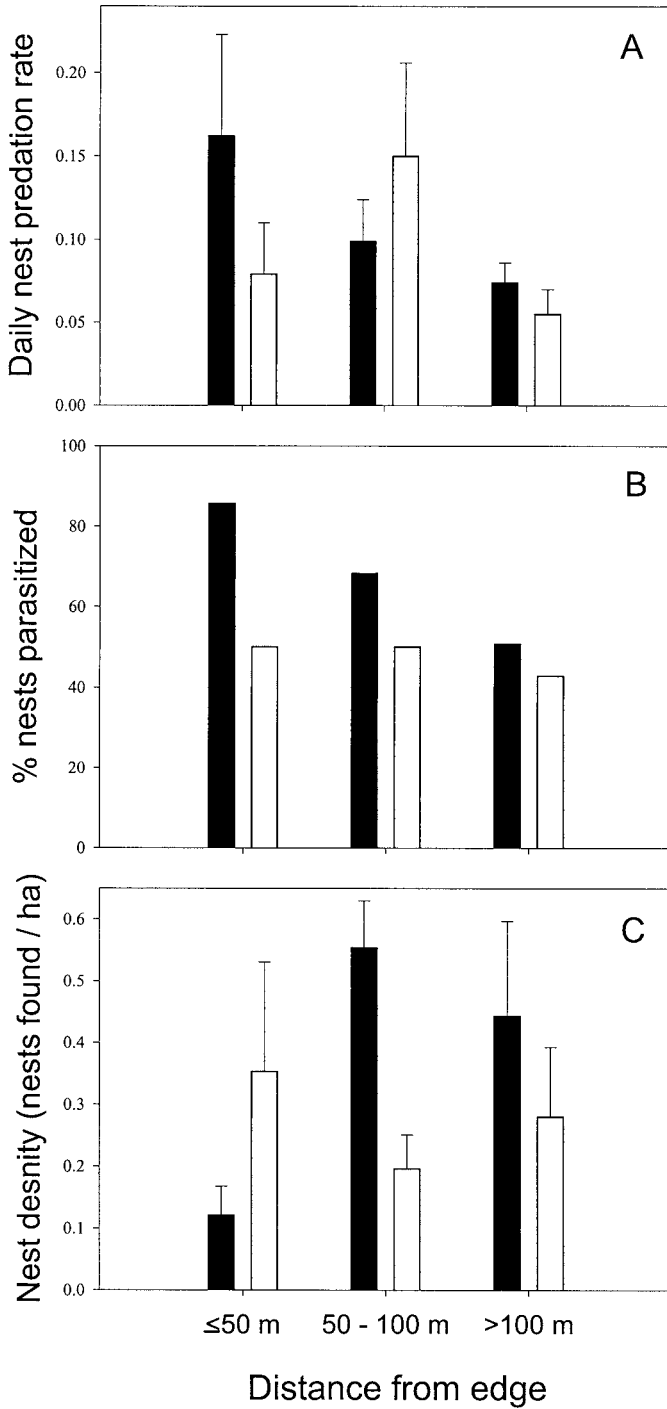 A
Daily nest predation rate
0.20
0.15
0.10
0.05
0.00
B
% nests parasitized
100
80
60
40
20
0
C
Nest desnity (nests found / ha)
0.6
0.5
0.4
0.3
0.2
0.1
0.0
≤50 m 50 - 100 m >100 m
Distance from edge